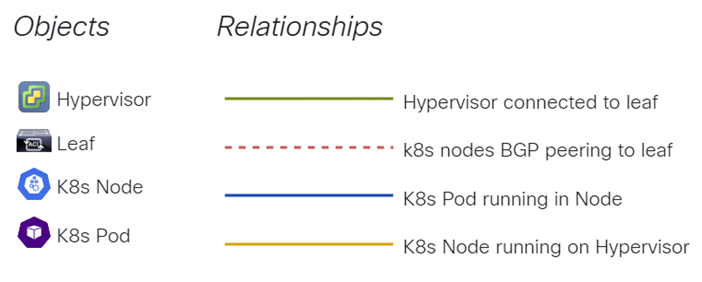 Objects
Relationships
Hypervisor
Hypervisor connected to leaf
ACI
Leaf
k8s nodes BGP peering to leaf
K8s Node
K8s Pod running in Node
K8s Pod
K8s Node running on Hypervisor